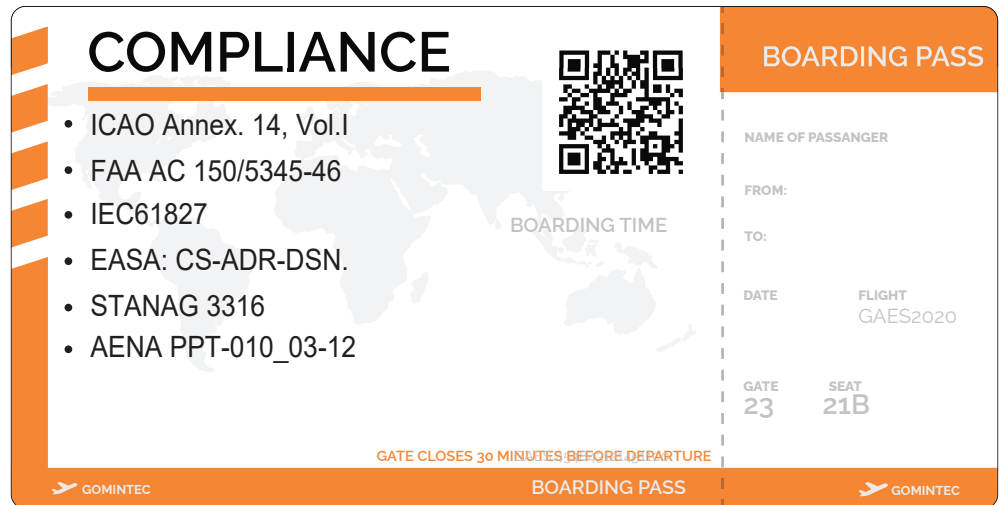 COMPLIANCE
• ICAO Annex. 14, Vol.I
• FAA AC 150/5345-46
• IEC61827
• EASA: CS-ADR-DSN.
• STANAG 3316
• AENA PPT-010_03-12
BOARDING TIME
GATE CLOSES 30 MINUTES BEFORE DEPARTURE
GOMINTEC
BOARDING PASS
BOARDING PASS
NAME OF PASSANGER
FROM:
TO:
DATE FLIGHT
GAES2020
GATE SEAT
23 21B
GOMINTEC